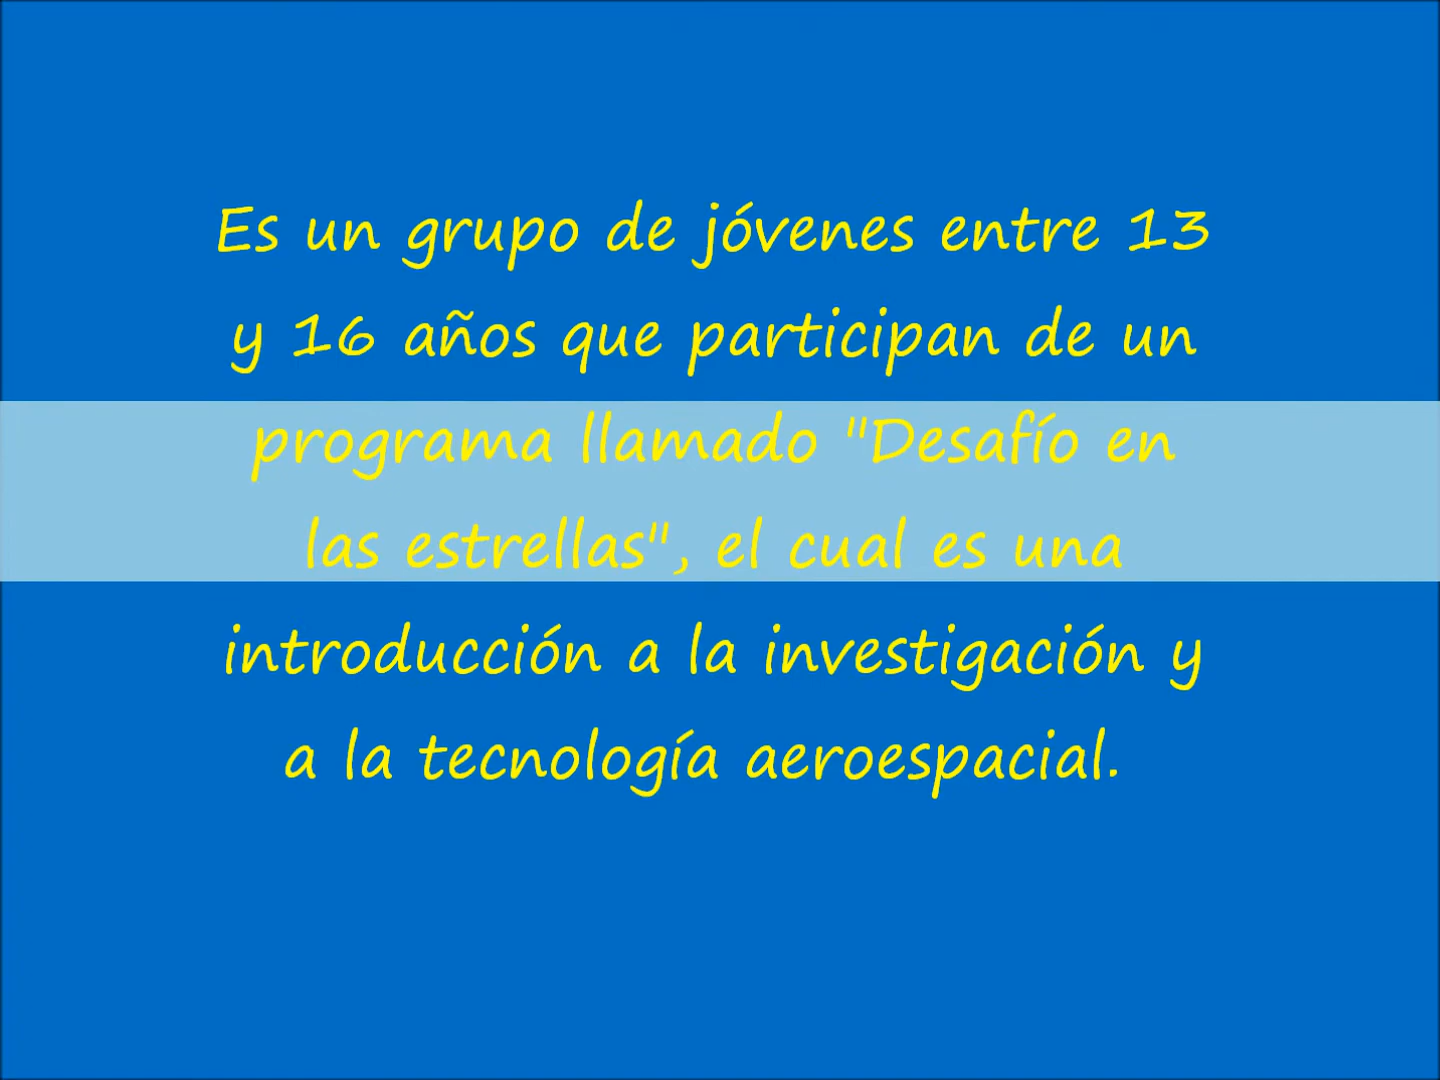 Es un grupo de jóvenes entre 13
y 16 años que participan de un
programa llamado "Desafío en
las estrellas", el cual es una
introducción a la investigación y
a la tecnología aeroespacial.